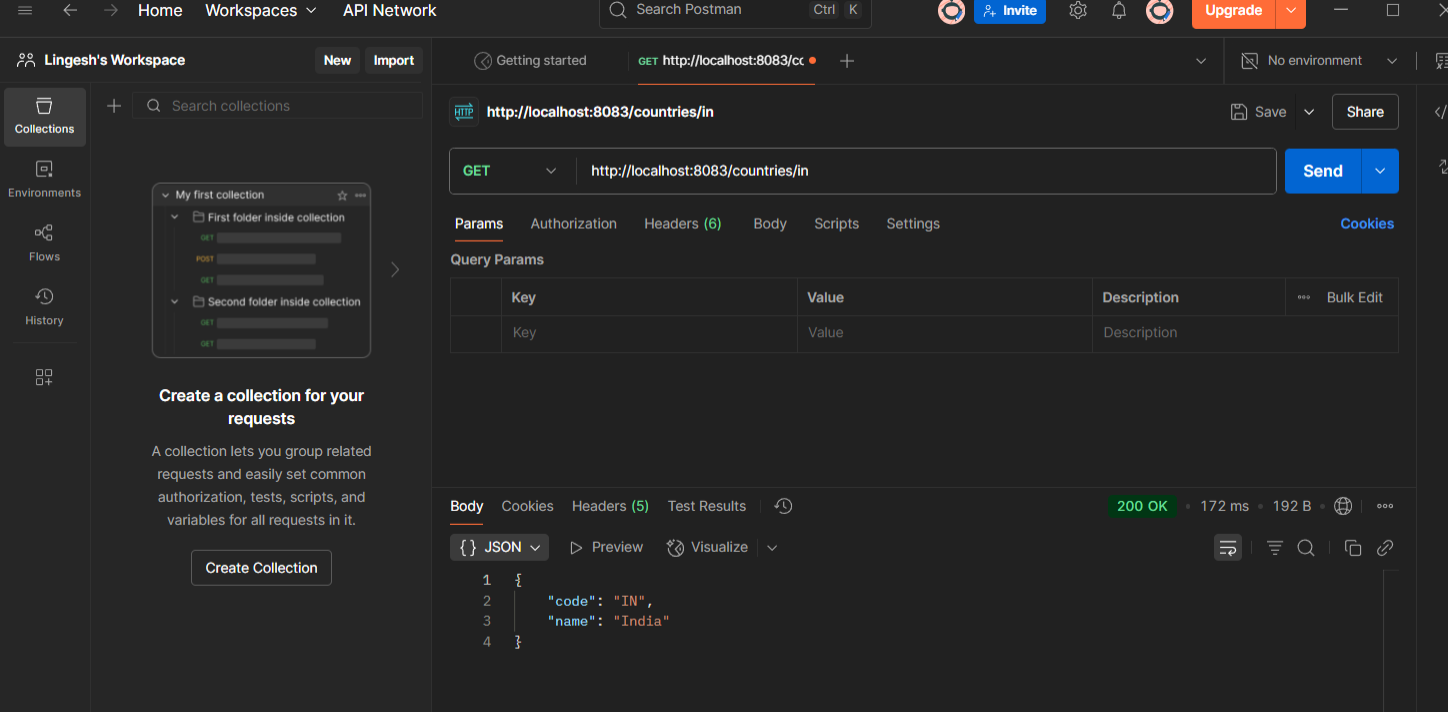 Home Workspaces API Network Search Postman Ctrl K Invite Upgrade
Lingesh's Workspace New Import
Getting started GET http://localhost:8083/cc No environment
Collections
Search collections
http://localhost:8083/countries/in Save Share
Environments
Flows
History
My first collection
First folder inside collection
GET
POST
GET
Second folder inside collection
GET
GET
Create a collection for your
requests
A collection lets you group related
requests and easily set common
authorization, tests, scripts, and
variables for all requests in it.
Create Collection
GET http://localhost:8083/countries/in Send
Params Authorization Headers (6) Body Scripts Settings Cookies
Query Params
Key Value Description Bulk Edit
Key Value Description
Body Cookies Headers (5) Test Results 200 OK 172 ms 192 B
{ } JSON Preview Visualize
1 {
2 "code": "IN",
3 "name": "India"
4 }